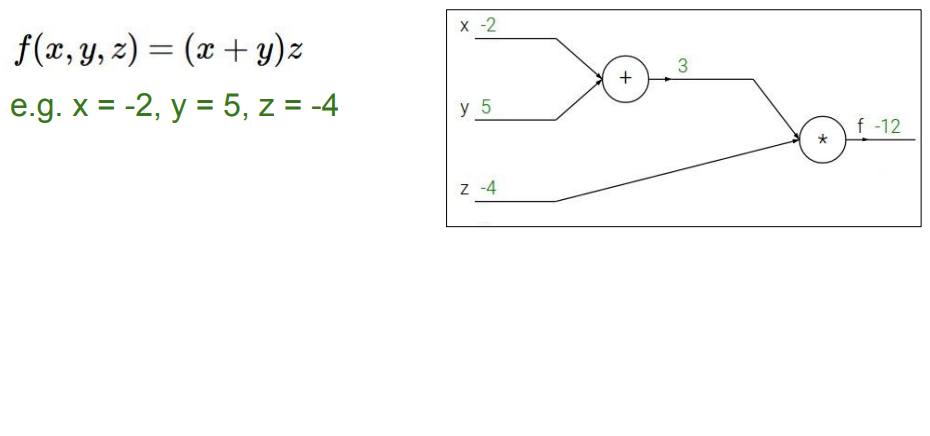 f(x, y, z) = (x + y)z
e.g. x = -2, y = 5, z = -4
x -2
+
3
y 5
f -12
*
z -4